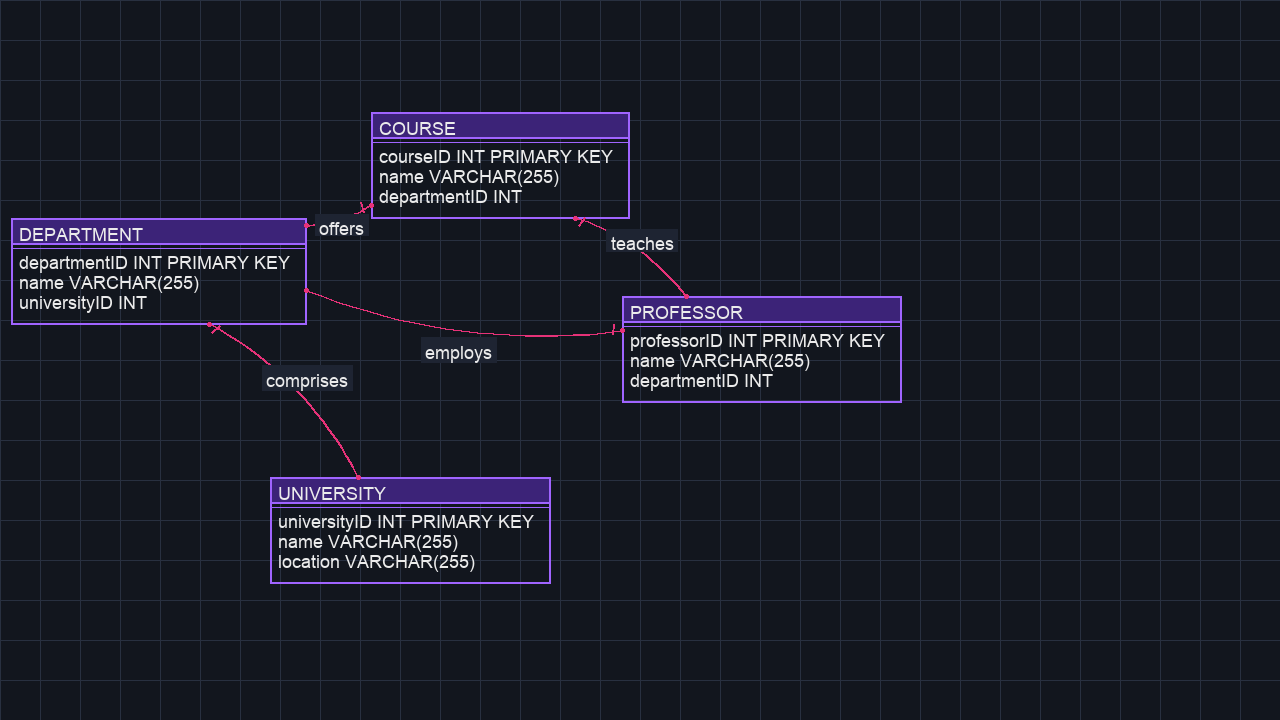 COURSE
courseID INT PRIMARY KEY
name VARCHAR(255)
departmentID INT
offers
DEPARTMENT
departmentID INT PRIMARY KEY
name VARCHAR(255)
universityID INT
teaches
PROFESSOR
professorID INT PRIMARY KEY
name VARCHAR(255)
departmentID INT
employs
comprises
UNIVERSITY
universityID INT PRIMARY KEY
name VARCHAR(255)
location VARCHAR(255)